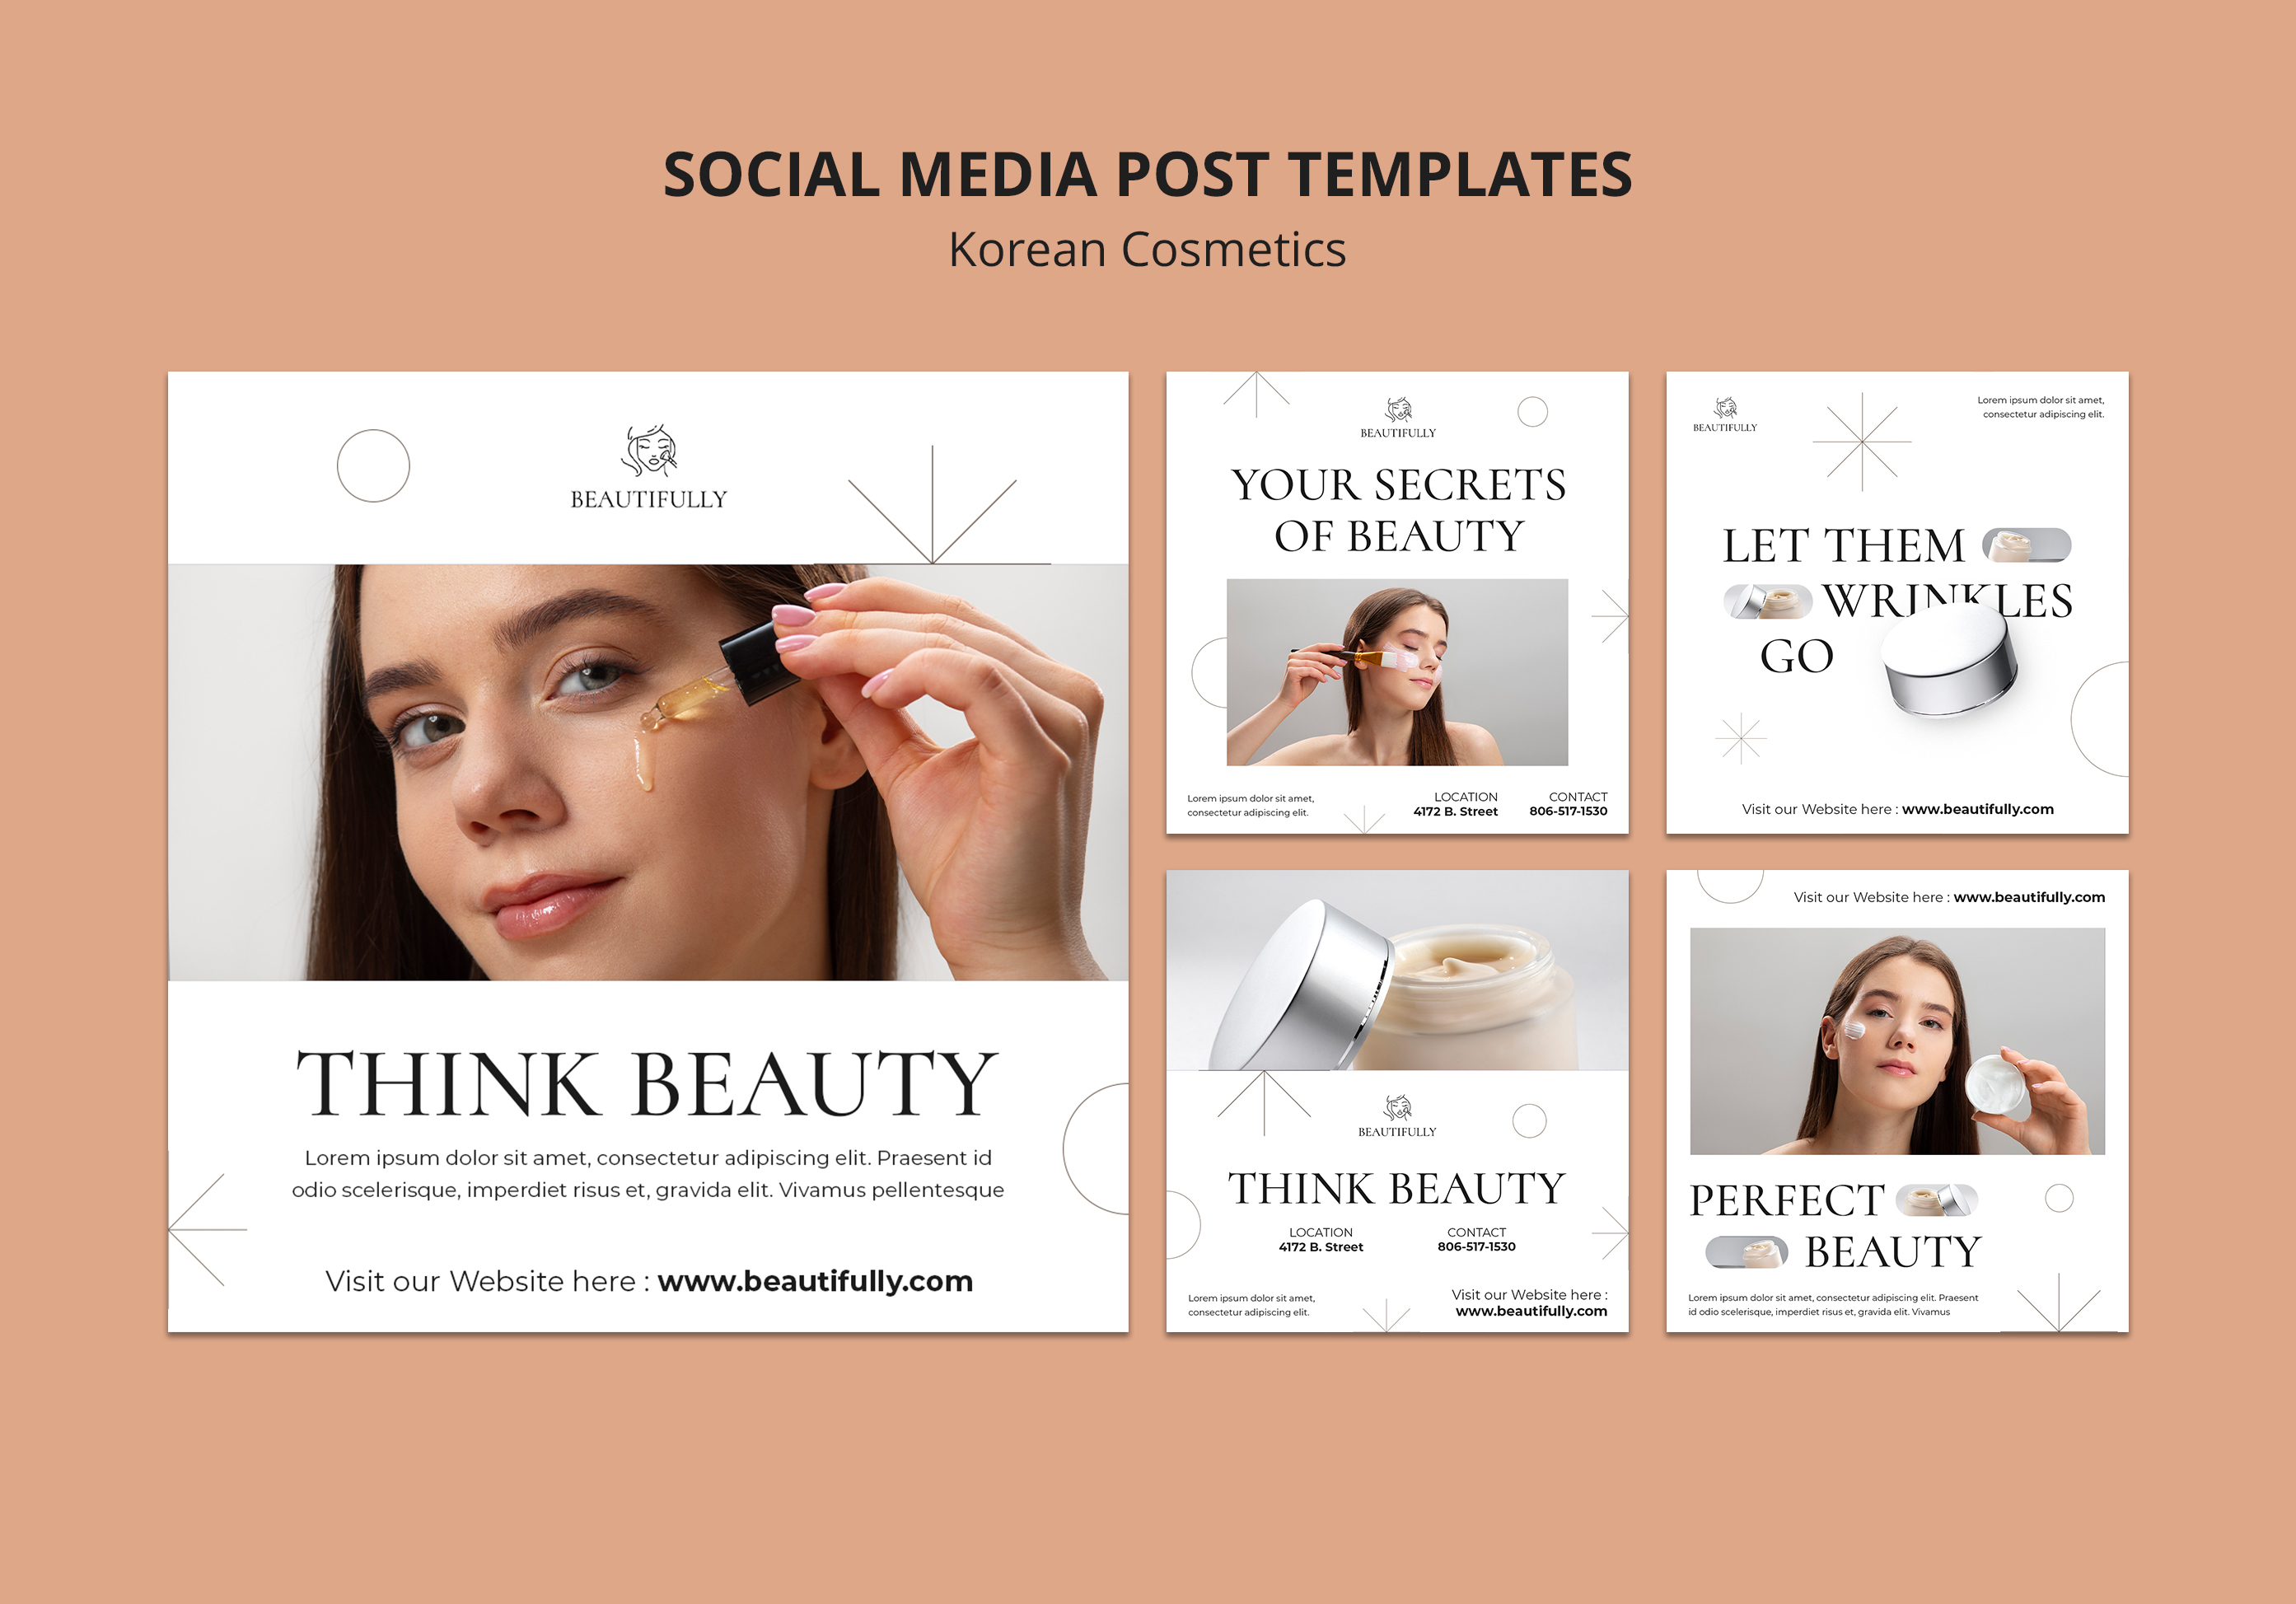 SOCIAL MEDIA POST TEMPLATES
Korean Cosmetics
BEAUTIFULLY
THINK BEAUTY
Lorem ipsum dolor sit amet, consectetur adipiscing elit. Praesent id
odio scelerisque, imperdiet risus et, gravida elit. Vivamus pellentesque
Visit our Website here : www.beautifully.com
BEAUTIFULLY
YOUR SECRETS
OF BEAUTY
Lorem ipsum dolor sit amet,
consectetur adipiscing elit.
LOCATION
4172 B. Street
CONTACT
806-517-1530
BEAUTIFULLY
Lorem ipsum dolor sit amet,
consectetur adipiscing elit.
LET THEM
WRINKLES
GO
Visit our Website here : www.beautifully.com
BEAUTIFULLY
THINK BEAUTY
LOCATION
4172 B. Street
CONTACT
806-517-1530
Lorem ipsum dolor sit amet,
consectetur adipiscing elit.
Visit our Website here :
www.beautifully.com
Visit our Website here : www.beautifully.com
PERFECT
BEAUTY
Lorem ipsum dolor sit amet, consectetur adipiscing elit. Praesent
id odio scelerisque, imperdiet risus et, gravida elit. Vivamus